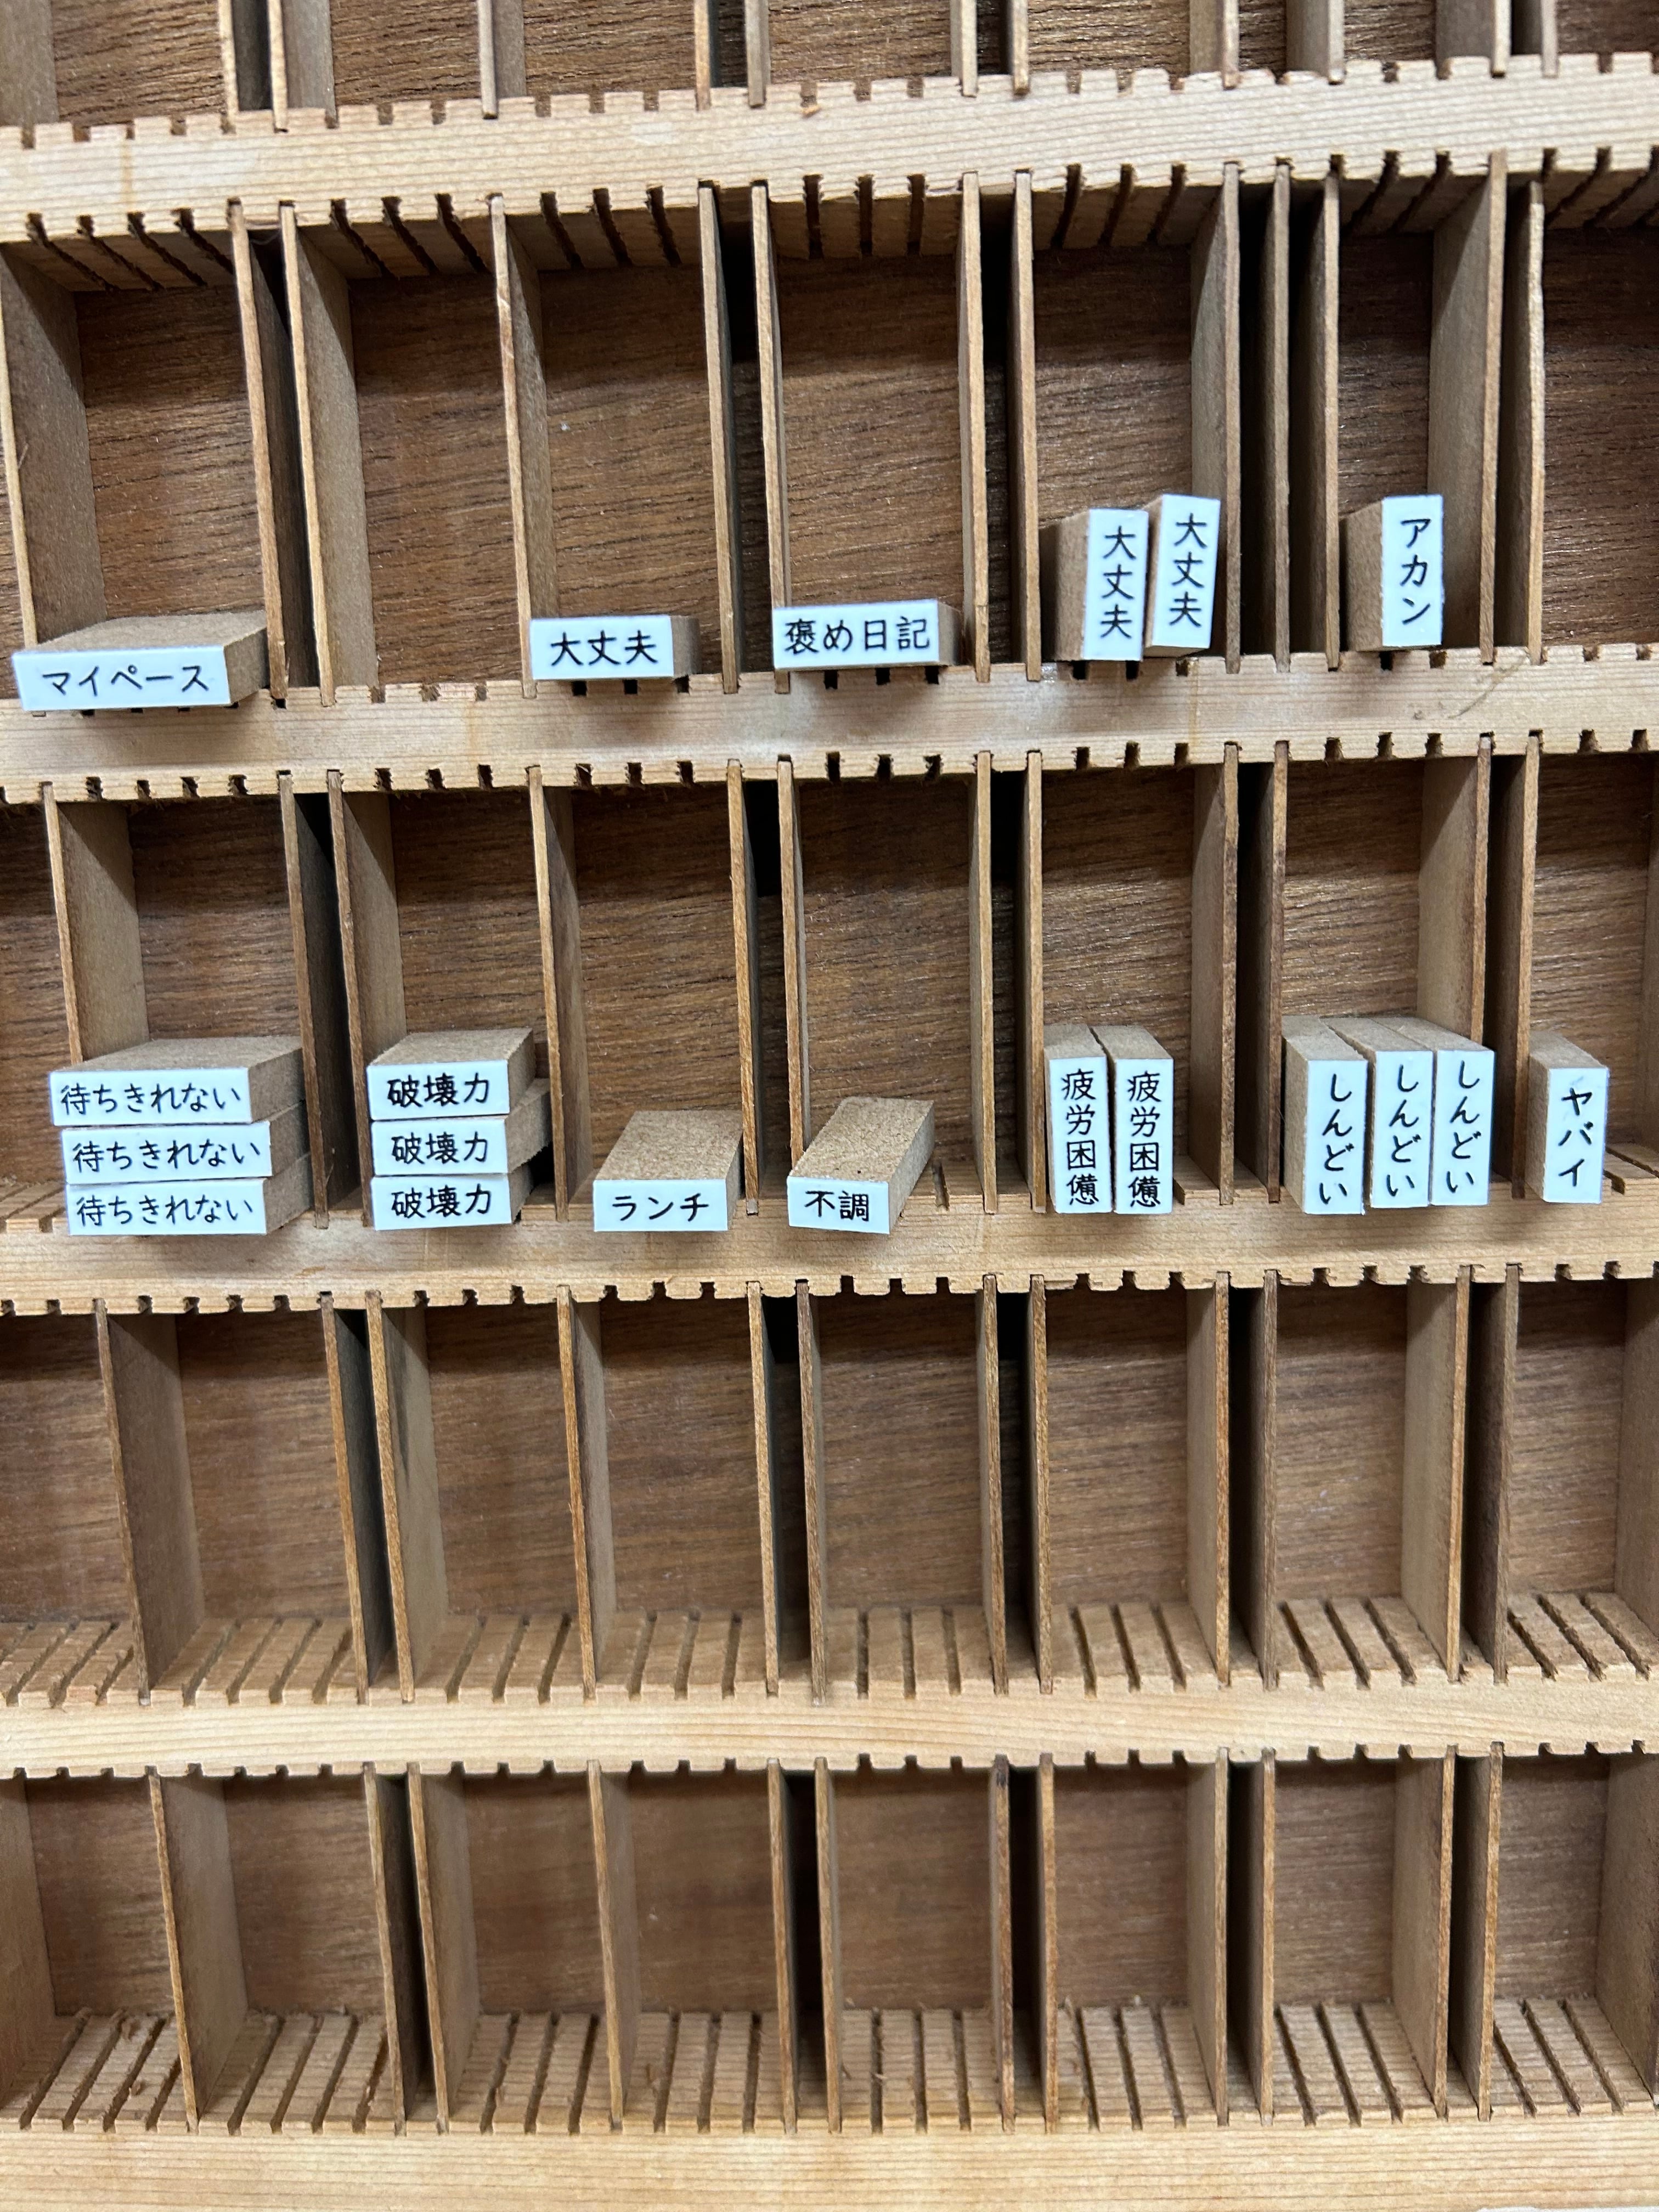 マイペース
大丈夫
褒め日記
大丈夫
大丈夫
アカン
待ちきれない
待ちきれない
待ちきれない
破壊力
破壊力
破壊力
ランチ
不調
疲労困憊
疲労困憊
しんどい
しんどい
しんどい
ヤバイ